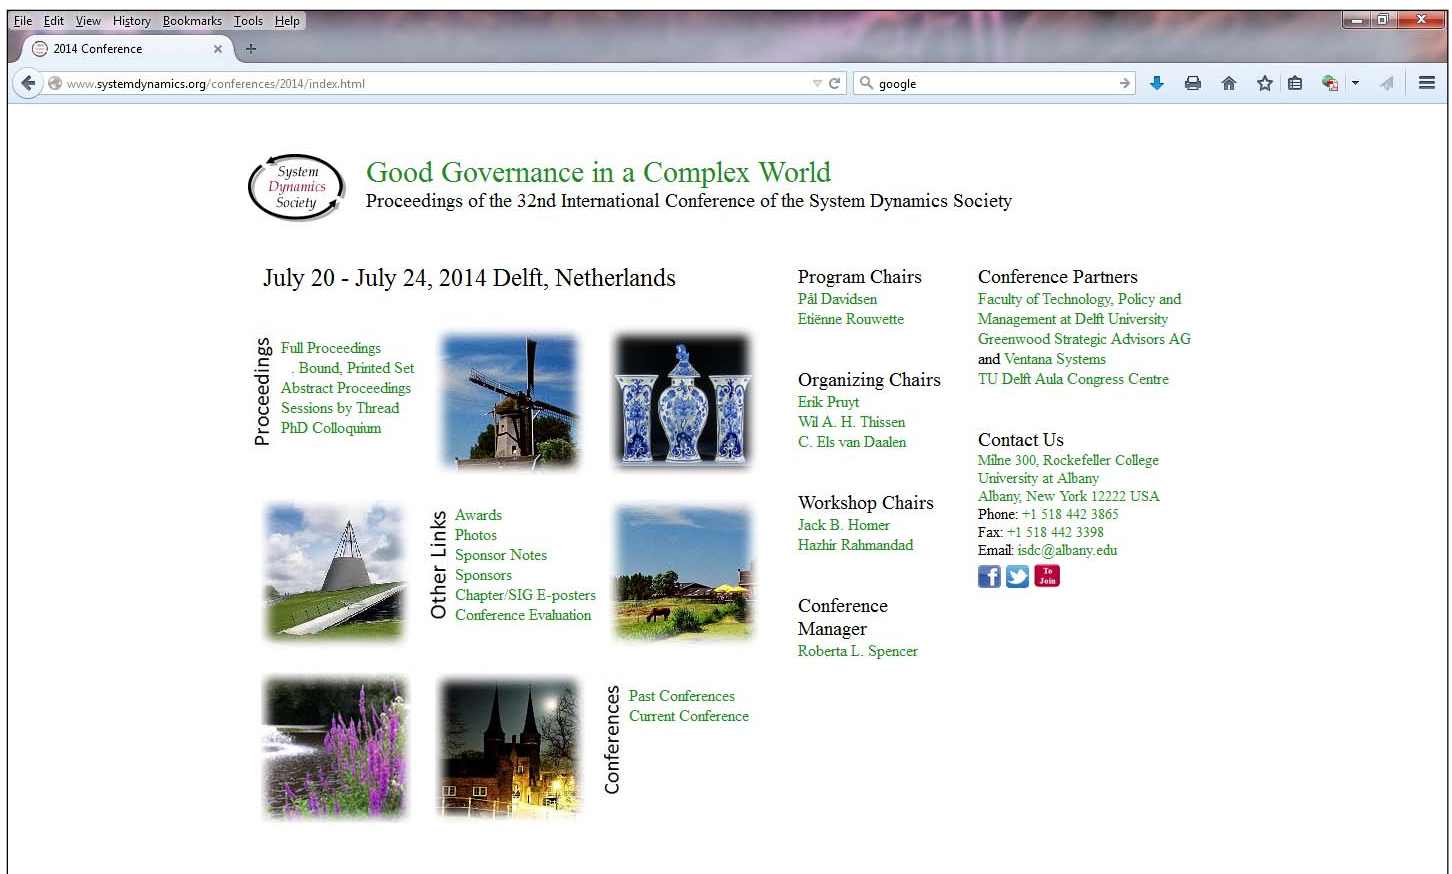 File Edit View History Bookmarks Tools Help
2014 Conference
www.systemdynamics.org/conferences/2014/index.html
google
System
Dynamics
Society
Good Governance in a Complex World
Proceedings of the 32nd International Conference of the System Dynamics Society
July 20 - July 24, 2014 Delft, Netherlands
Proceedings
Full Proceedings
. Bound, Printed Set
Abstract Proceedings
Sessions by Thread
PhD Colloquium
Other Links
Awards
Photos
Sponsor Notes
Sponsors
Chapter/SIG E-posters
Conference Evaluation
Conferences
Past Conferences
Current Conference
Program Chairs
Pål Davidsen
Etiënne Rouwette
Organizing Chairs
Erik Pruyt
Wil A. H. Thissen
C. Els van Daalen
Workshop Chairs
Jack B. Homer
Hazhir Rahmandad
Conference
Manager
Roberta L. Spencer
Conference Partners
Faculty of Technology, Policy and
Management at Delft University
Greenwood Strategic Advisors AG
and Ventana Systems
TU Delft Aula Congress Centre
Contact Us
Milne 300, Rockefeller College
University at Albany
Albany, New York 12222 USA
Phone: +1 518 442 3865
Fax: +1 518 442 3398
Email: isdc@albany.edu
To
Join